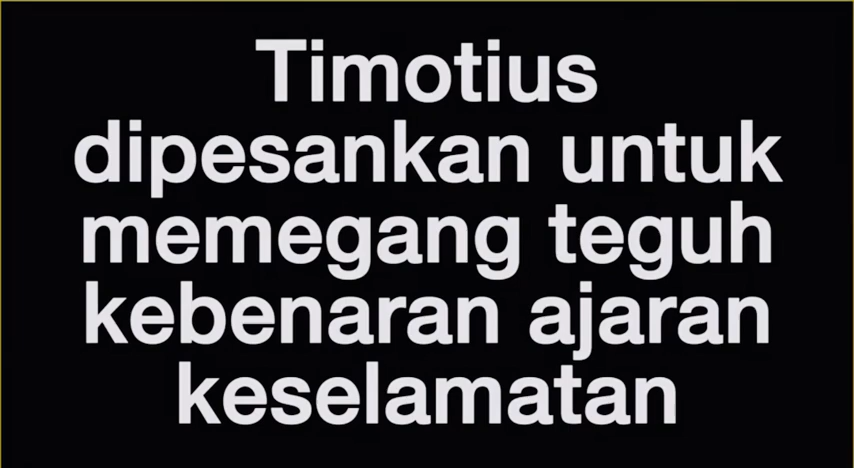 Timotius
dipesankan untuk
memegang teguh
kebenaran ajaran
keselamatan